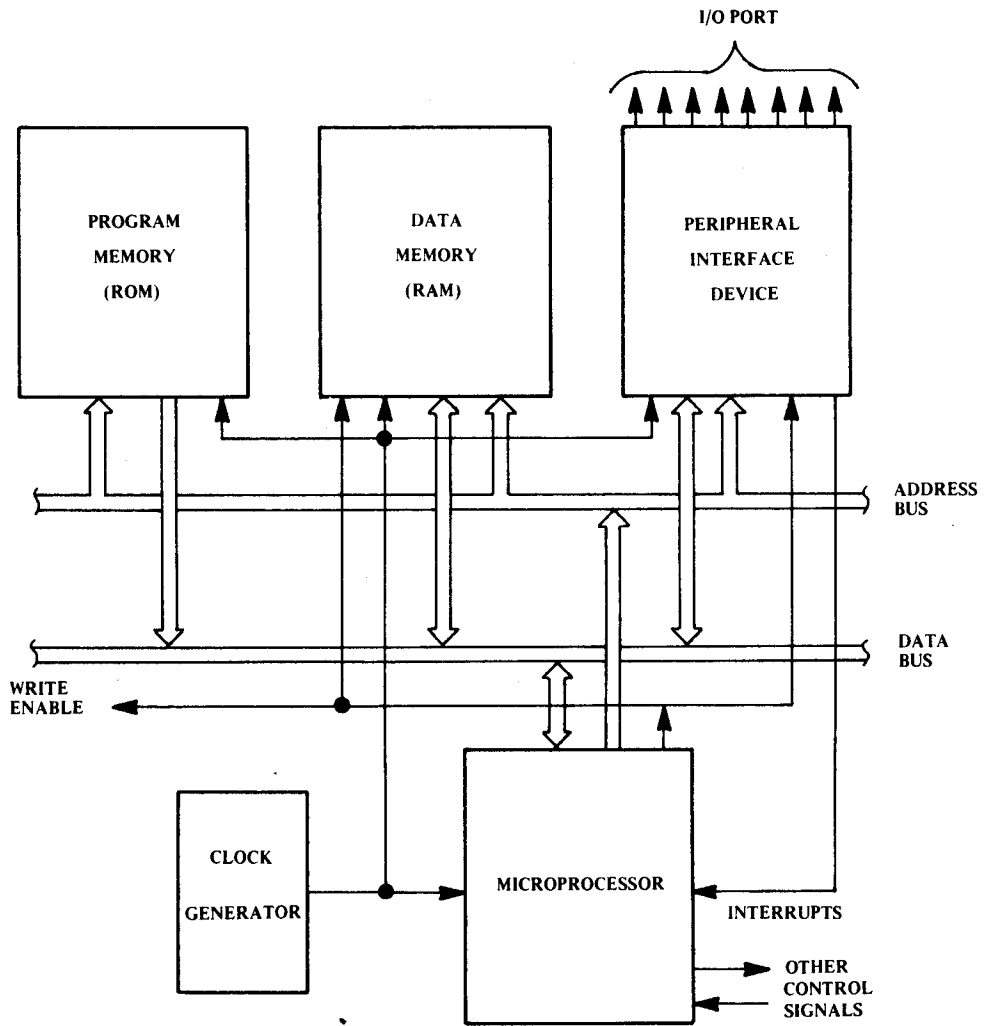 I/O PORT
PROGRAM
MEMORY
(ROM)
DATA
MEMORY
(RAM)
PERIPHERAL
INTERFACE
DEVICE
ADDRESS
BUS
DATA
BUS
WRITE
ENABLE
CLOCK
GENERATOR
MICROPROCESSOR
INTERRUPTS
OTHER
CONTROL
SIGNALS